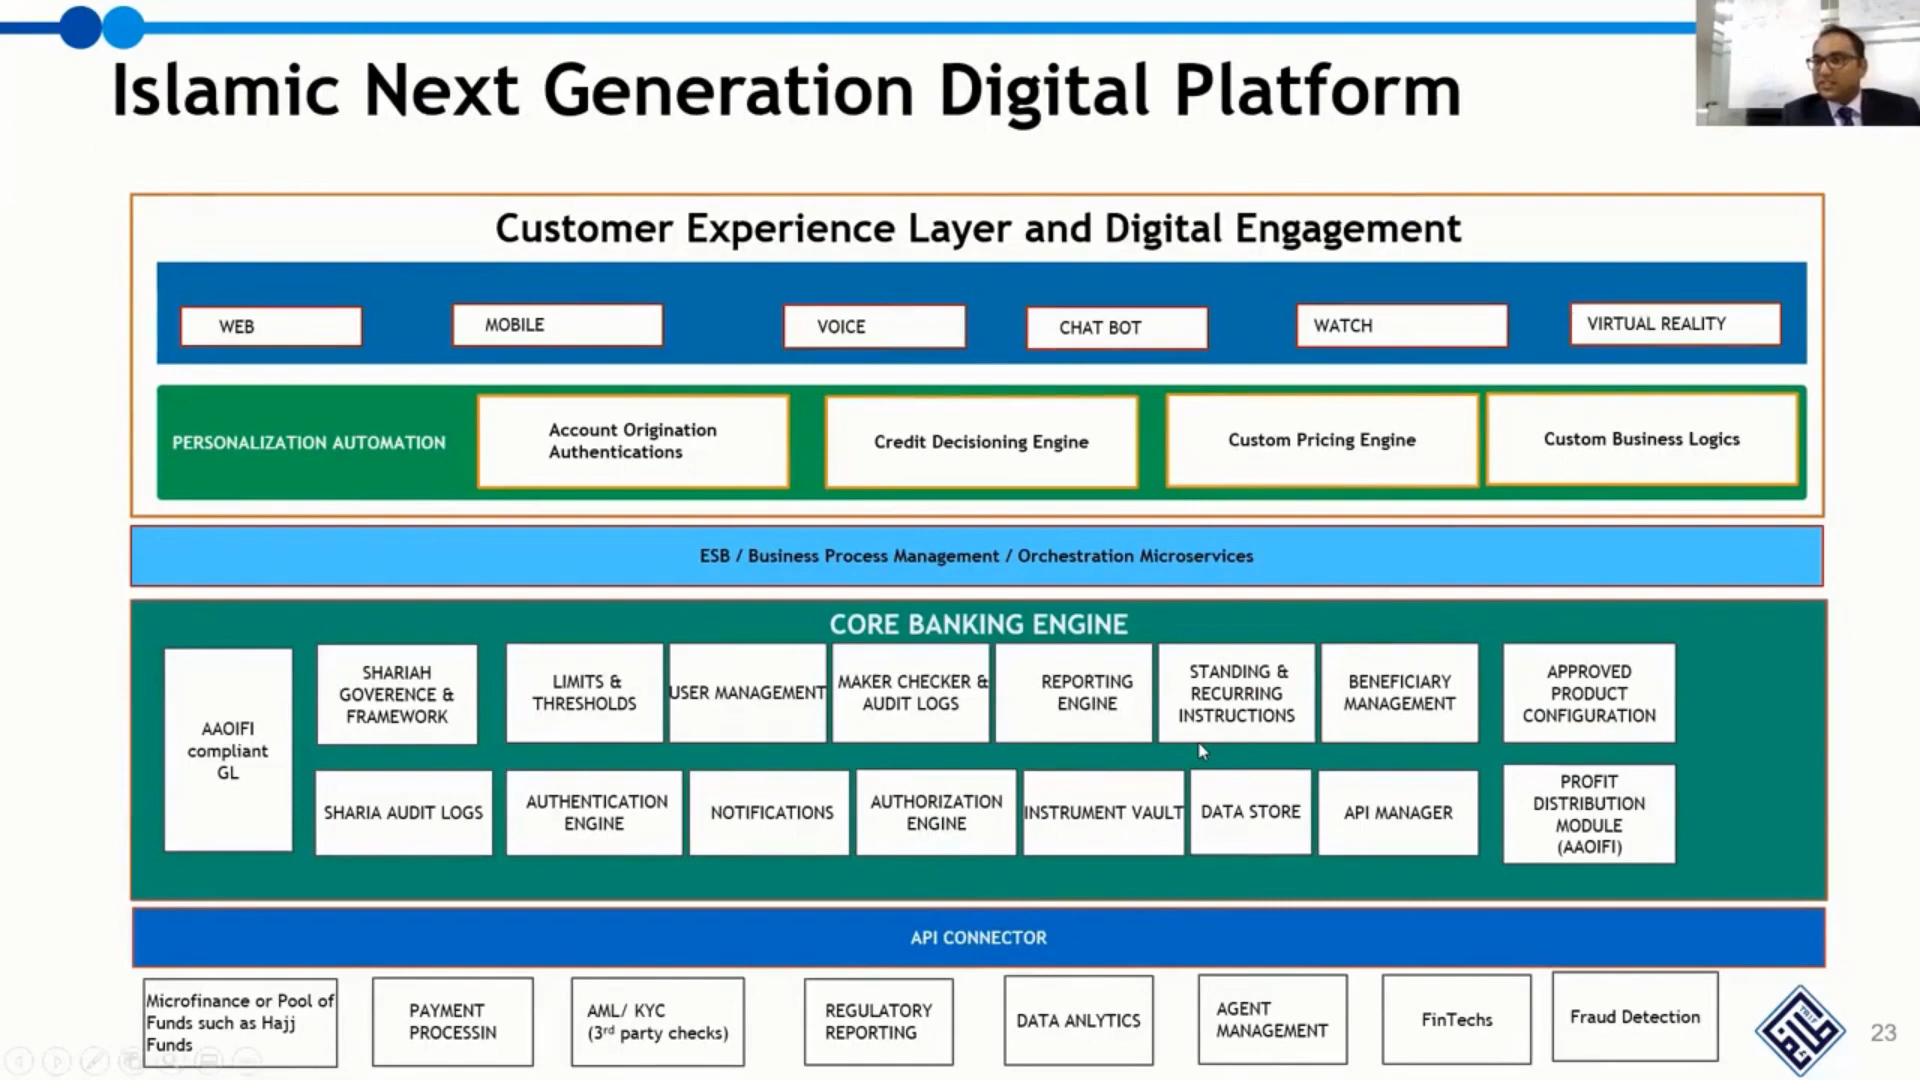 Islamic Next Generation Digital Platform
Customer Experience Layer and Digital Engagement
WEB
MOBILE
VOICE
CHAT BOT
WATCH
VIRTUAL REALITY
PERSONALIZATION AUTOMATION
Account Origination
Authentications
Credit Decisioning Engine
Custom Pricing Engine
Custom Business Logics
ESB / Business Process Management / Orchestration Microservices
CORE BANKING ENGINE
AAOIFI
compliant
GL
SHARIAH
GOVERENCE &
FRAMEWORK
LIMITS &
THRESHOLDS
USER MANAGEMENT
MAKER CHECKER &
AUDIT LOGS
REPORTING
ENGINE
STANDING &
RECURRING
INSTRUCTIONS
BENEFICIARY
MANAGEMENT
APPROVED
PRODUCT
CONFIGURATION
SHARIA AUDIT LOGS
AUTHENTICATION
ENGINE
NOTIFICATIONS
AUTHORIZATION
ENGINE
INSTRUMENT VAULT
DATA STORE
API MANAGER
PROFIT
DISTRIBUTION
MODULE
(AAOIFI)
API CONNECTOR
Microfinance or Pool of
Funds such as Hajj
Funds
PAYMENT
PROCESSIN
AML/ KYC
(3rd party checks)
REGULATORY
REPORTING
DATA ANLYTICS
AGENT
MANAGEMENT
FinTechs
Fraud Detection
23